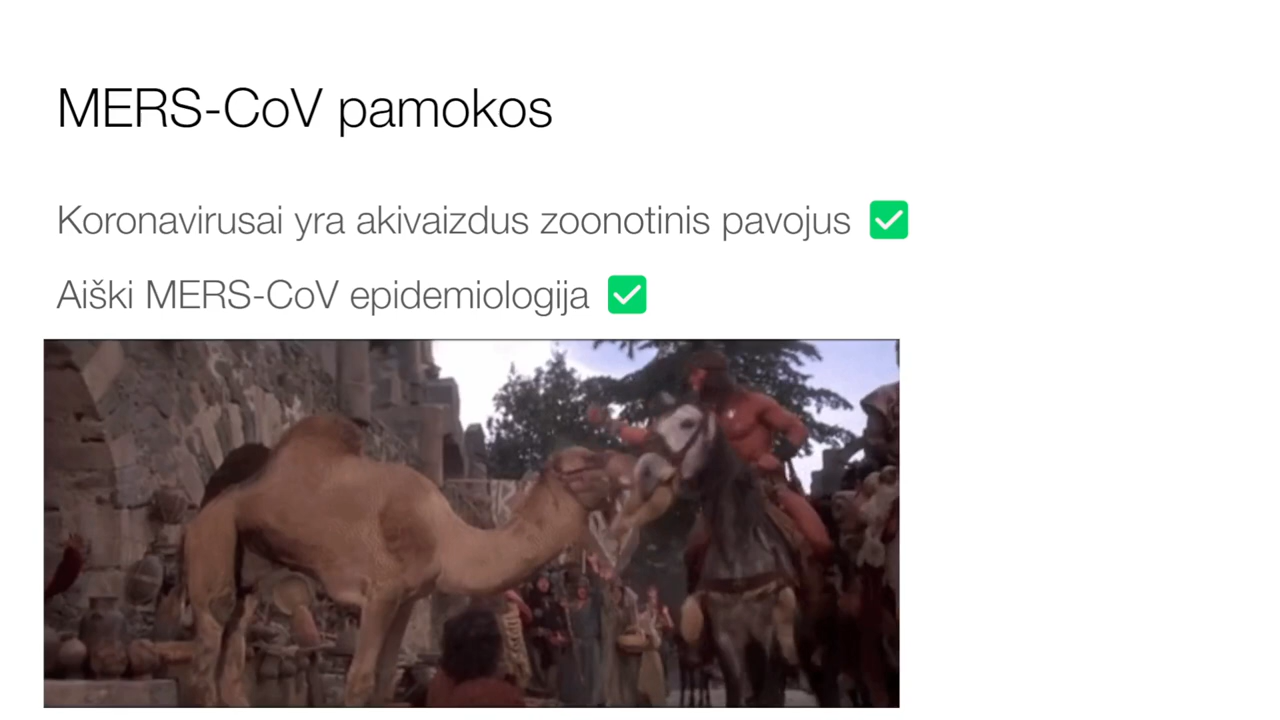 MERS-CoV pamokos
Koronavirusai yra akivaizdus zoonotinis pavojus ✅
Aiški MERS-CoV epidemiologija ✅